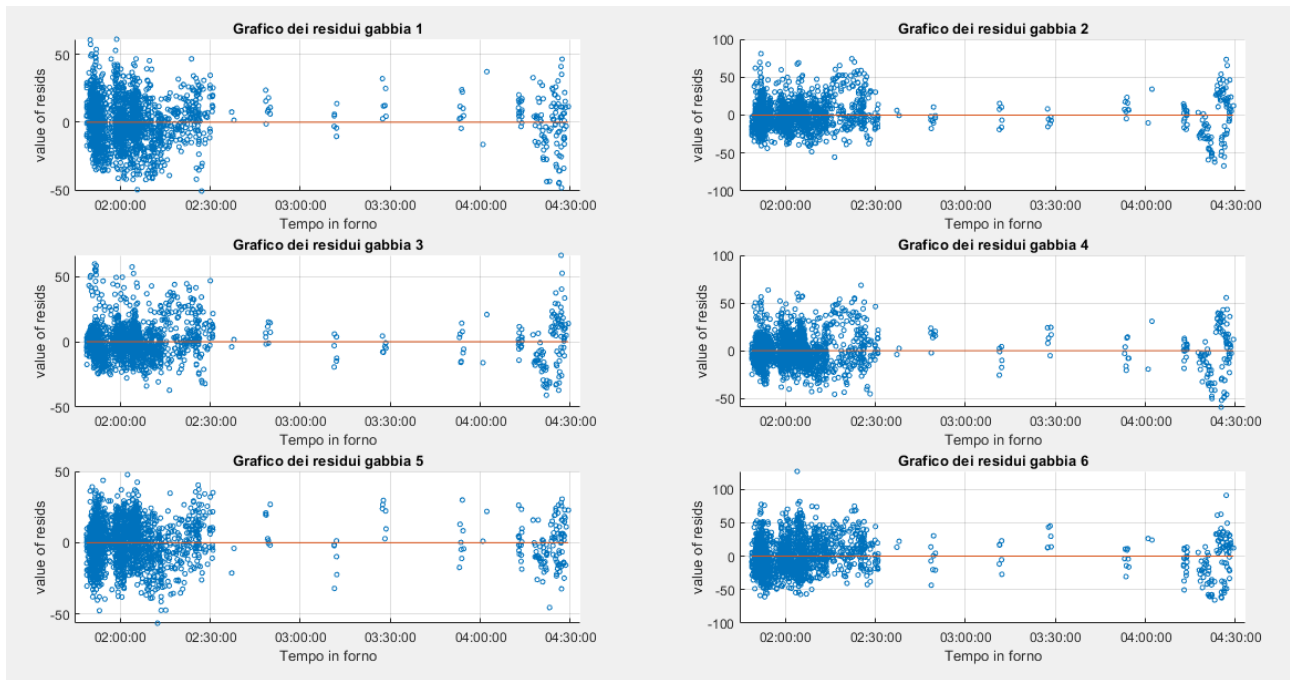 Grafico dei residui gabbia 1
value of resids
50
0
-50
02:00:00 02:30:00 03:00:00 03:30:00 04:00:00 04:30:00
Tempo in forno
Grafico dei residui gabbia 2
value of resids
100
50
0
-50
-100
02:00:00 02:30:00 03:00:00 03:30:00 04:00:00 04:30:00
Tempo in forno
Grafico dei residui gabbia 3
value of resids
50
0
-50
02:00:00 02:30:00 03:00:00 03:30:00 04:00:00 04:30:00
Tempo in forno
Grafico dei residui gabbia 4
value of resids
100
50
0
-50
02:00:00 02:30:00 03:00:00 03:30:00 04:00:00 04:30:00
Tempo in forno
Grafico dei residui gabbia 5
value of resids
50
0
-50
02:00:00 02:30:00 03:00:00 03:30:00 04:00:00 04:30:00
Tempo in forno
Grafico dei residui gabbia 6
value of resids
100
50
0
-50
-100
02:00:00 02:30:00 03:00:00 03:30:00 04:00:00 04:30:00
Tempo in forno